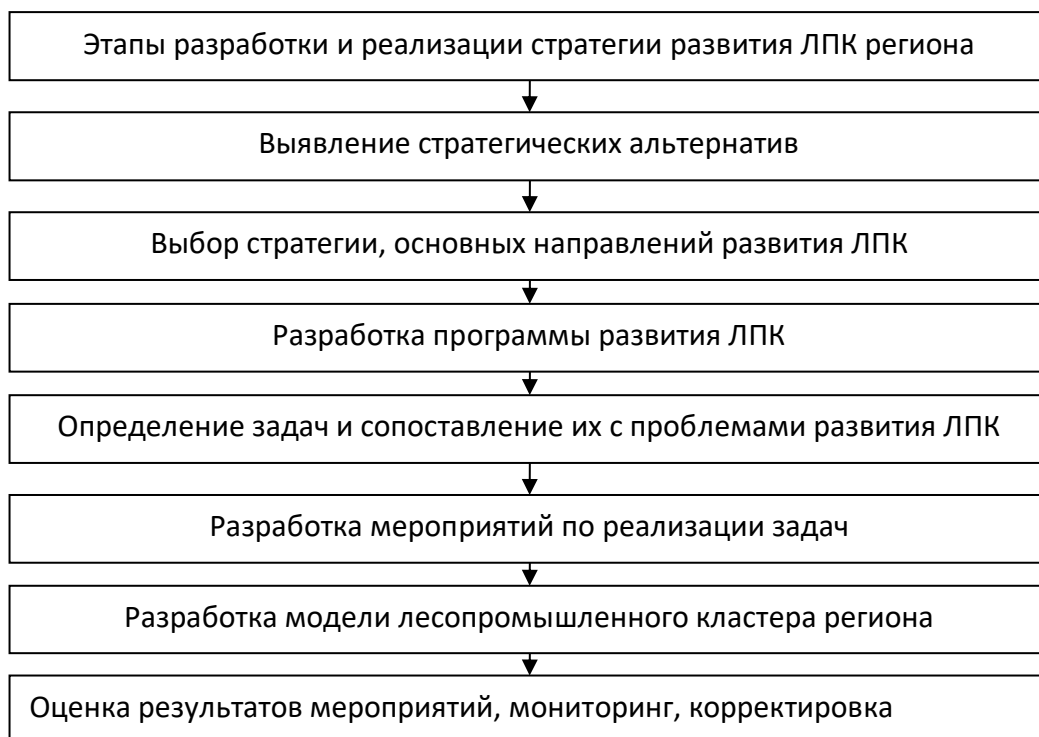 Этапы разработки и реализации стратегии развития ЛПК региона
Выявление стратегических альтернатив
Выбор стратегии, основных направлений развития ЛПК
Разработка программы развития ЛПК
Определение задач и сопоставление их с проблемами развития ЛПК
Разработка мероприятий по реализации задач
Разработка модели лесопромышленного кластера региона
Оценка результатов мероприятий, мониторинг, корректировка